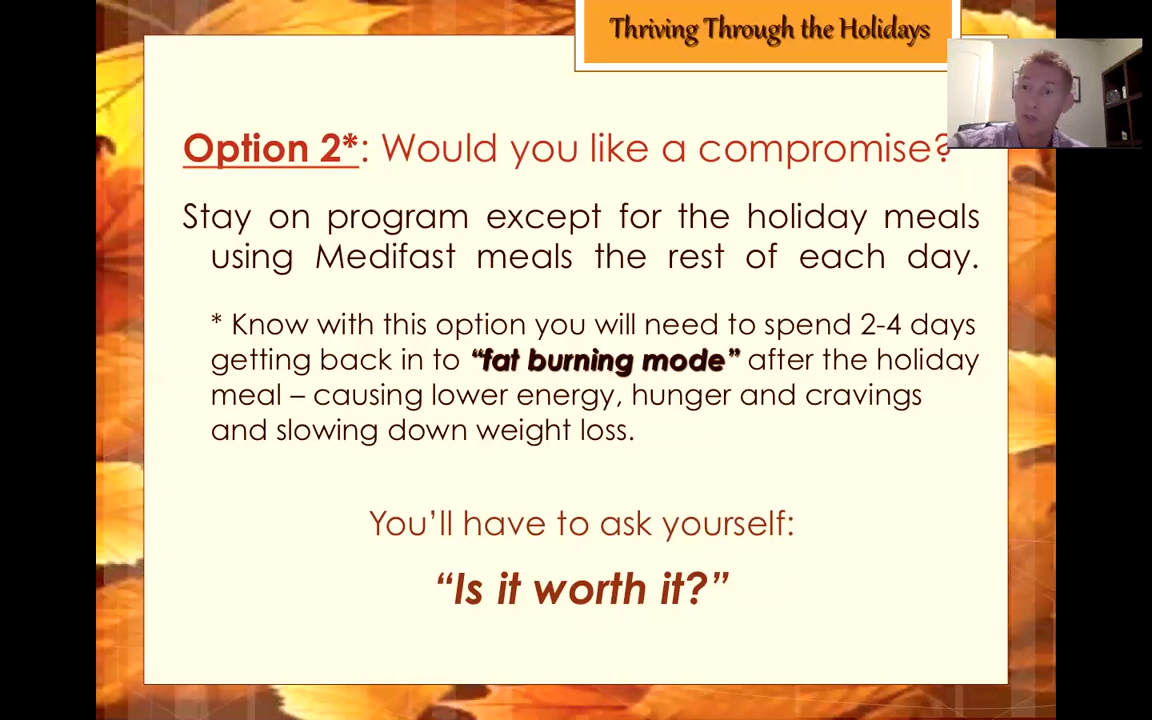 Thriving Through the Holidays
Option 2*: Would you like a compromise?
Stay on program except for the holiday meals
using Medifast meals the rest of each day.
* Know with this option you will need to spend 2-4 days
getting back in to “fat burning mode” after the holiday
meal – causing lower energy, hunger and cravings
and slowing down weight loss.
You’ll have to ask yourself:
“Is it worth it?”